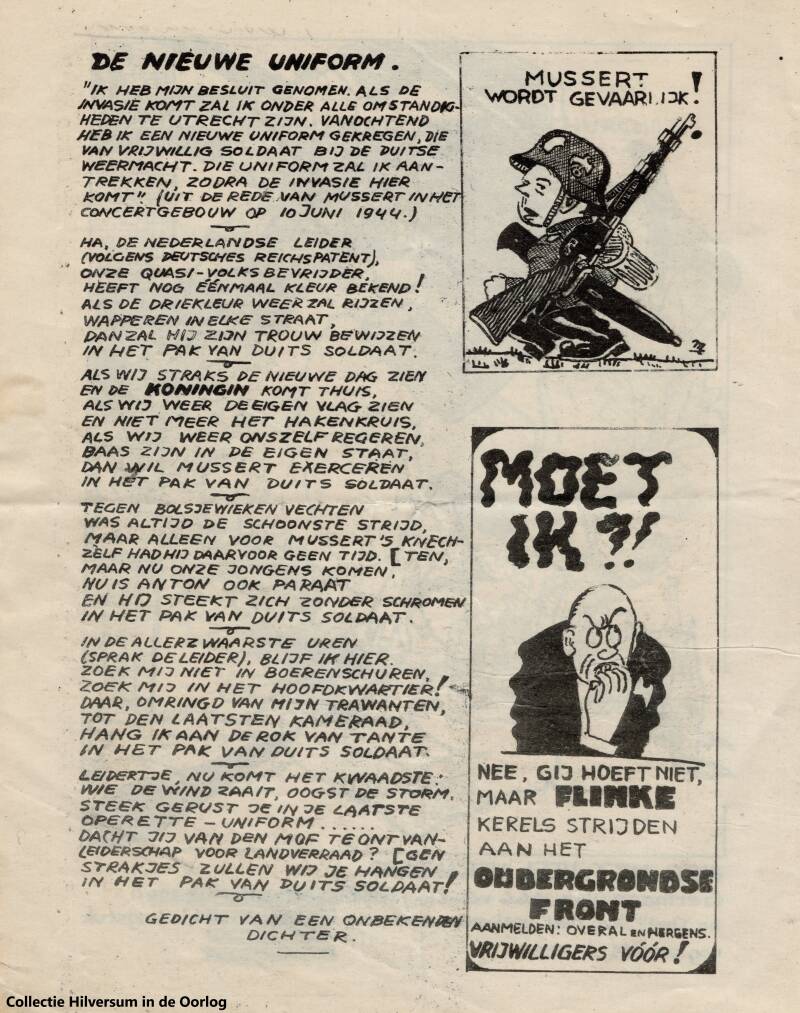 DE NIEUWE UNIFORM.
"IK HEB MIJN BESLUIT GENOMEN. ALS DE
INVASIE KOMT ZAL IK ONDER ALLE OMSTANDIG-
HEDEN TE UTRECHT ZIJN. VANOCHTEND
HEB IK EEN NIEUWE UNIFORM GEKREGEN, DIE
VAN VRIJWILLIG SOLDAAT BIJ DE DUITSE
WEERMACHT. DIE UNIFORM ZAL IK AAN-
TREKKEN, ZODRA DE INVASIE HIER
KOMT" (UIT DE REDE VAN MUSSERT IN HET
CONCERTGEBOUW OP 10 JUNI 1944.)
HA, DE NEDERLANDSE LEIDER
(VOLGENS DEUTSCHES REICHSPATENT),
ONZE QUASI-VOLKSBEVRIJDER,
HEEFT NOG ÉÉNMAAL KLEUR BEKEND!
ALS DE DRIEKLEUR WEER ZAL RIJZEN,
WAPPEREN IN ELKE STRAAT,
DAN ZAL HIJ ZIJN TROUW BEWIJZEN
IN HET PAK VAN DUITS SOLDAAT.
ALS WIJ STRAKS DE NIEUWE DAG ZIEN
EN DE KONINGIN KOMT THUIS,
ALS WIJ WEER DE EIGEN VLAG ZIEN
EN NIET MEER HET HAKENKRUIS,
ALS WIJ WEER ONSZELF REGEREN,
BAAS ZIJN IN DE EIGEN STAAT,
DAN WIL MUSSERT EXERCEREN
IN HET PAK VAN DUITS SOLDAAT.
TEGEN BOLSJEWIEKEN VECHTEN
WAS ALTIJD DE SCHOONSTE STRIJD,
MAAR ALLEEN VOOR MUSSERT'S KNECH-
ZELF HAD HIJ DAARVOOR GEEN TIJD. [TEN,
MAAR NU ONZE JONGENS KOMEN,
NU IS ANTON OOK PARAAT
EN HIJ STEEKT ZICH ZONDER SCHROMEN
IN HET PAK VAN DUITS SOLDAAT.
IN DE ALLERZWAARSTE UREN
(SPRAK DE LEIDER), BLIJF IK HIER.
ZOEK MIJ NIET IN BOERENSCHUREN,
ZOEK MIJ IN HET HOOFDKWARTIER!
DAAR, OMRINGD VAN MIJN TRAWANTEN,
TOT DEN LAATSTEN KAMERAAD,
HANG IK AAN DE ROK VAN TANTE
IN HET PAK VAN DUITS SOLDAAT.
LEIDERTJE, NU KOMT HET KWAADSTE:
WIE DE WIND ZAAIT, OOGST DE STORM.
STEEK GERUST JE IN JE LAATSTE
OPERETTE-UNIFORM......
DACHT JIJ VAN DEN MOF TE ONTVAN-
LEIDERSCHAP VOOR LANDVERRAAD? [GEN
STRAKJES ZULLEN WIJ JE HANGEN
IN HET PAK VAN DUITS SOLDAAT!
GEDICHT VAN EEN ONBEKENDEN
DICHTER.
MUSSERT
WORDT GEVAARLIJK!
MOET
IK?!
NEE, GIJ HOEFT NIET,
MAAR FLINKE
KERELS STRIJDEN
AAN HET
ONDERGRONDSE
FRONT
AANMELDEN: OVERAL EN NERGENS.
VRIJWILLIGERS VÓÓR!
Collectie Hilversum in de Oorlog